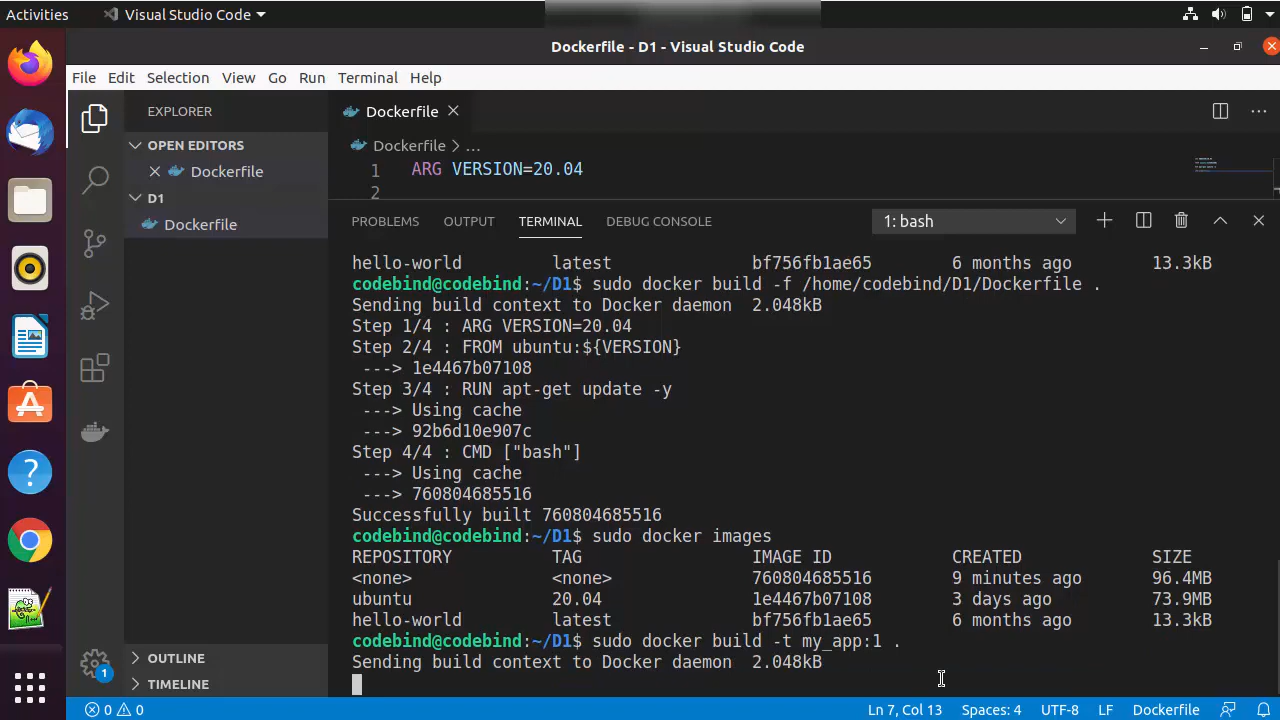 Activities Visual Studio Code
Dockerfile - D1 - Visual Studio Code
File Edit Selection View Go Run Terminal Help
EXPLORER
OPEN EDITORS
Dockerfile
D1
Dockerfile
OUTLINE
TIMELINE
Dockerfile
Dockerfile > ...
1 ARG VERSION=20.04
2
PROBLEMS OUTPUT TERMINAL DEBUG CONSOLE 1: bash
hello-world latest bf756fb1ae65 6 months ago 13.3kB
codebind@codebind:~/D1$ sudo docker build -f /home/codebind/D1/Dockerfile .
Sending build context to Docker daemon 2.048kB
Step 1/4 : ARG VERSION=20.04
Step 2/4 : FROM ubuntu:${VERSION}
---> 1e4467b07108
Step 3/4 : RUN apt-get update -y
---> Using cache
---> 92b6d10e907c
Step 4/4 : CMD ["bash"]
---> Using cache
---> 760804685516
Successfully built 760804685516
codebind@codebind:~/D1$ sudo docker images
REPOSITORY TAG IMAGE ID CREATED SIZE
<none> <none> 760804685516 9 minutes ago 96.4MB
ubuntu 20.04 1e4467b07108 3 days ago 73.9MB
hello-world latest bf756fb1ae65 6 months ago 13.3kB
codebind@codebind:~/D1$ sudo docker build -t my_app:1 .
Sending build context to Docker daemon 2.048kB
1
0 0 Ln 7, Col 13 Spaces: 4 UTF-8 LF Dockerfile